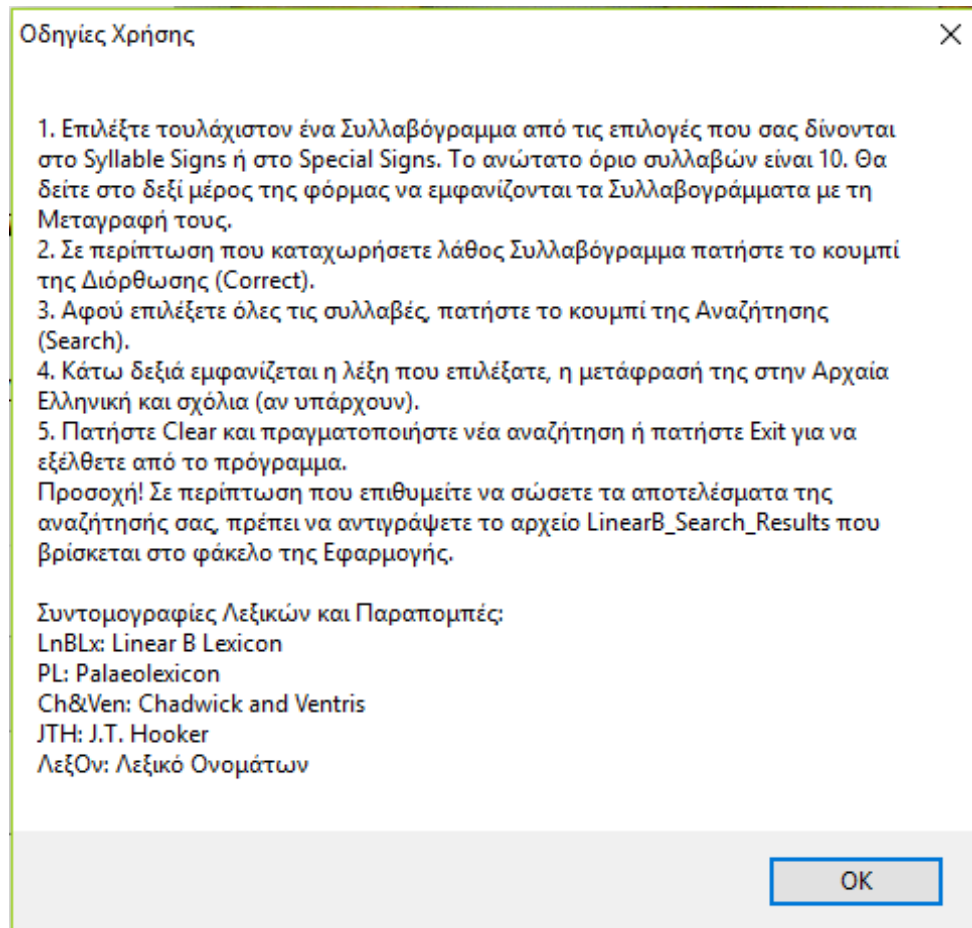 Οδηγίες Χρήσης
1. Επιλέξτε τουλάχιστον ένα Συλλαβόγραμμα από τις επιλογές που σας δίνονται
στο Syllable Signs ή στο Special Signs. Το ανώτατο όριο συλλαβών είναι 10. Θα
δείτε στο δεξί μέρος της φόρμας να εμφανίζονται τα Συλλαβογράμματα με τη
Μεταγραφή τους.
2. Σε περίπτωση που καταχωρήσετε λάθος Συλλαβόγραμμα πατήστε το κουμπί
της Διόρθωσης (Correct).
3. Αφού επιλέξετε όλες τις συλλαβές, πατήστε το κουμπί της Αναζήτησης
(Search).
4. Κάτω δεξιά εμφανίζεται η λέξη που επιλέξατε, η μετάφρασή της στην Αρχαία
Ελληνική και σχόλια (αν υπάρχουν).
5. Πατήστε Clear και πραγματοποιήστε νέα αναζήτηση ή πατήστε Exit για να
εξέλθετε από το πρόγραμμα.
Προσοχή! Σε περίπτωση που επιθυμείτε να σώσετε τα αποτελέσματα της
αναζήτησής σας, πρέπει να αντιγράψετε το αρχείο LinearB_Search_Results που
βρίσκεται στο φάκελο της Εφαρμογής.
Συντομογραφίες Λεξικών και Παραπομπές:
LnBLx: Linear B Lexicon
PL: Palaeolexicon
Ch&Ven: Chadwick and Ventris
JTH: J.T. Hooker
ΛεξΟν: Λεξικό Ονομάτων
OK